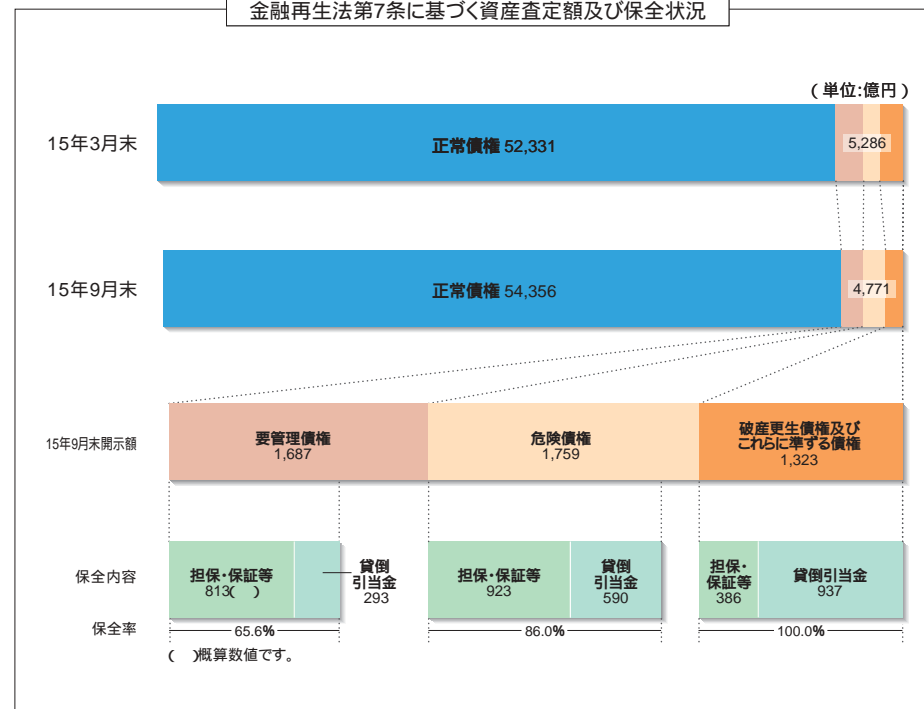 金融再生法第7条に基づく資産査定額及び保全状況
(単位:億円)
15年3月末
正常債権 52,331
5,286
15年9月末
正常債権 54,356
4,771
15年9月末開示額
要管理債権
1,687
危険債権
1,759
破産更生債権及び
これらに準ずる債権
1,323
保全内容
担保・保証等
813( )
貸倒
引当金
293
担保・保証等
923
貸倒
引当金
590
担保・
保証等
386
貸倒引当金
937
保全率
65.6%
86.0%
100.0%
( )概算数値です。